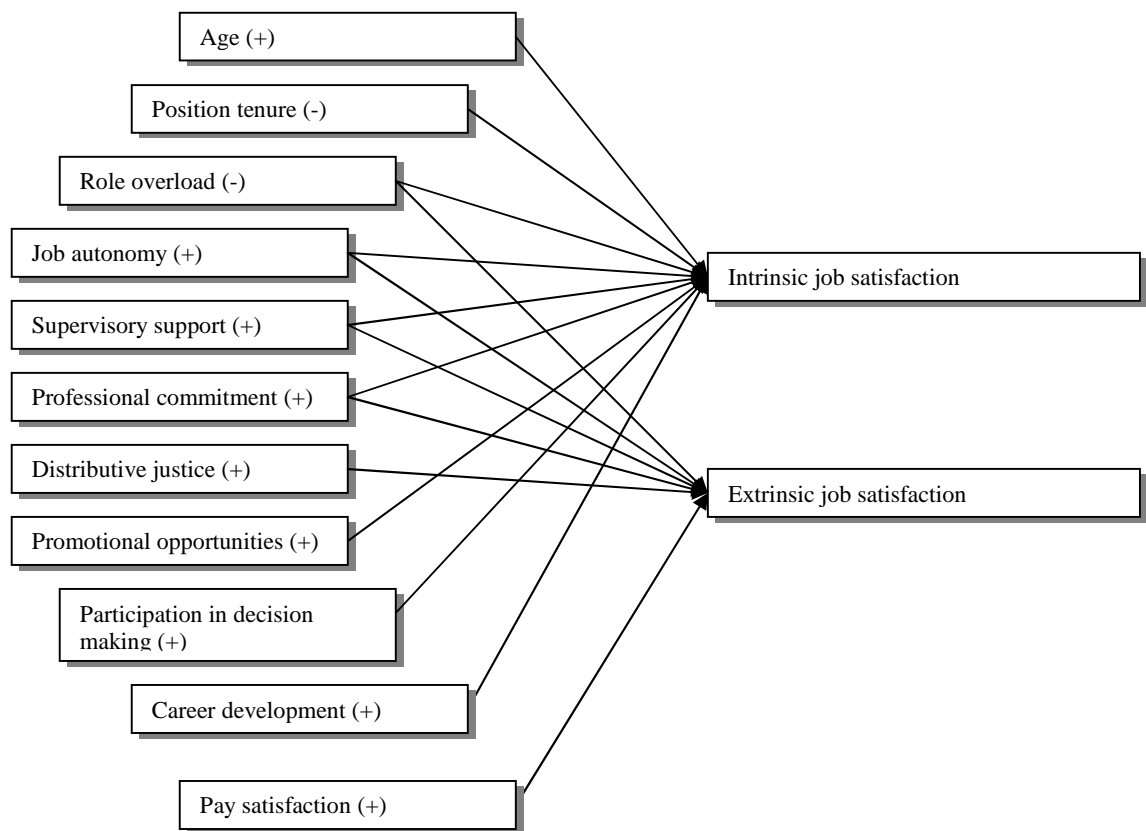 Age (+)
Position tenure (-)
Role overload (-)
Job autonomy (+)
Intrinsic job satisfaction
Supervisory support (+)
Professional commitment (+)
Distributive justice (+)
Extrinsic job satisfaction
Promotional opportunities (+)
Participation in decision
making (+)
Career development (+)
Pay satisfaction (+)